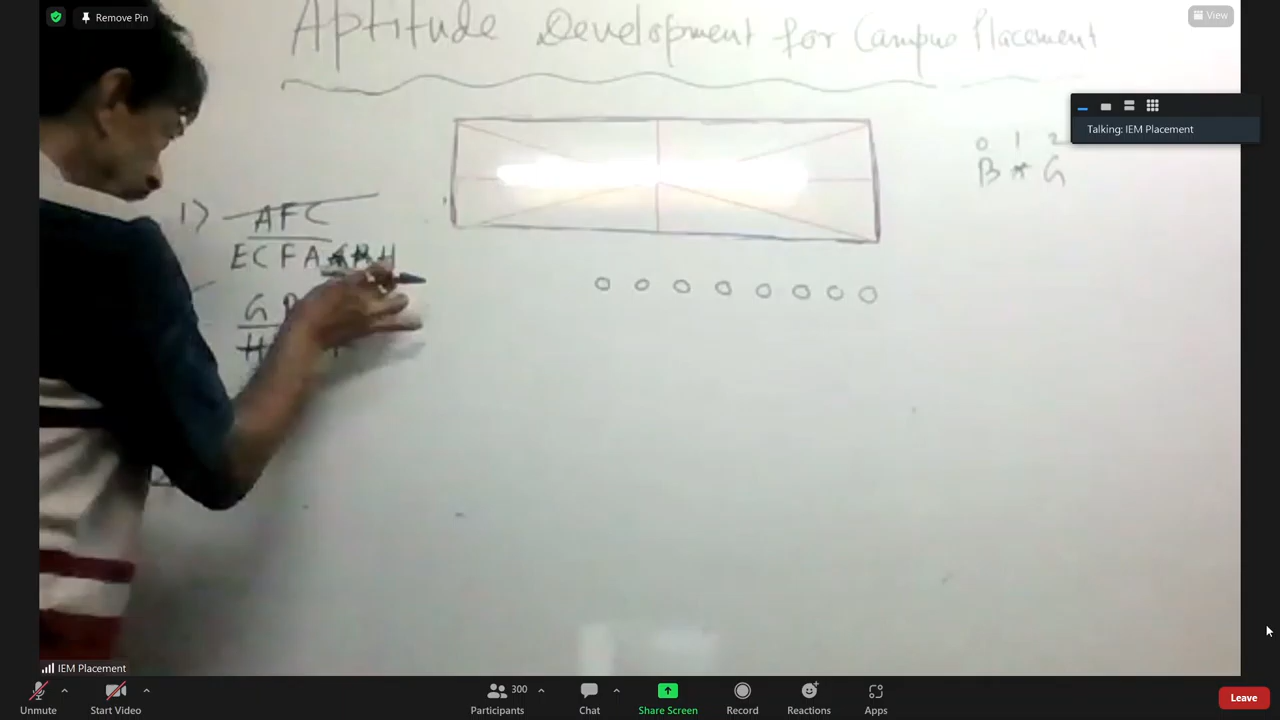 Remove Pin
View
Aptitude Development for Campus Placement
Talking: IEM Placement
0 1 2
B * G
1) AFC
ECFA
G
H
IEM Placement
Unmute
Start Video
300
Participants
Chat
Share Screen
Record
Reactions
Apps
Leave